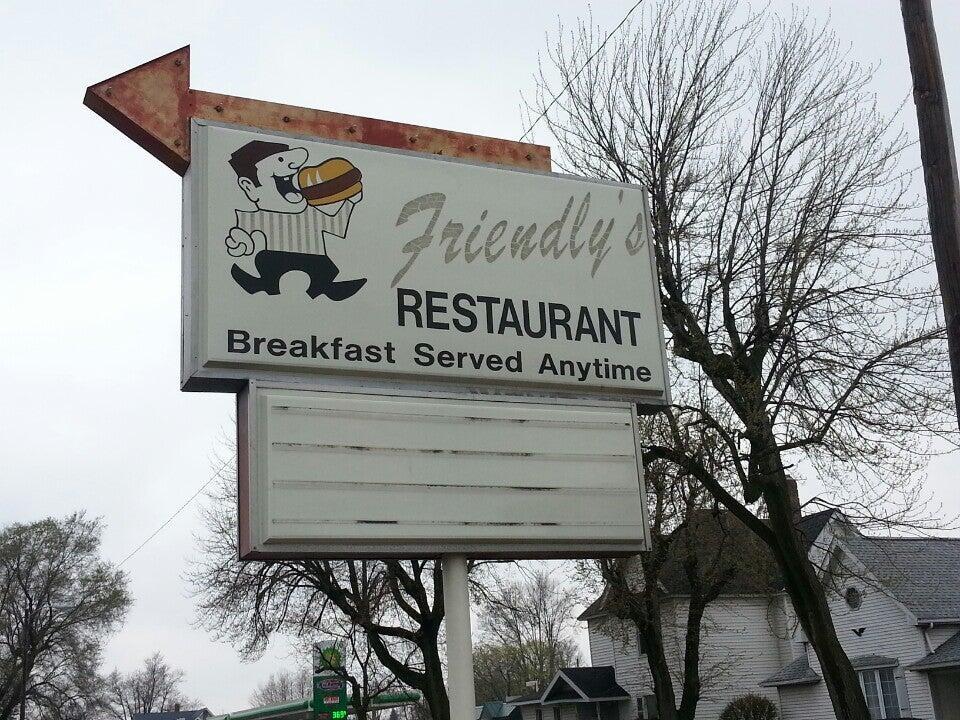 Friendly's
RESTAURANT
Breakfast Served Anytime